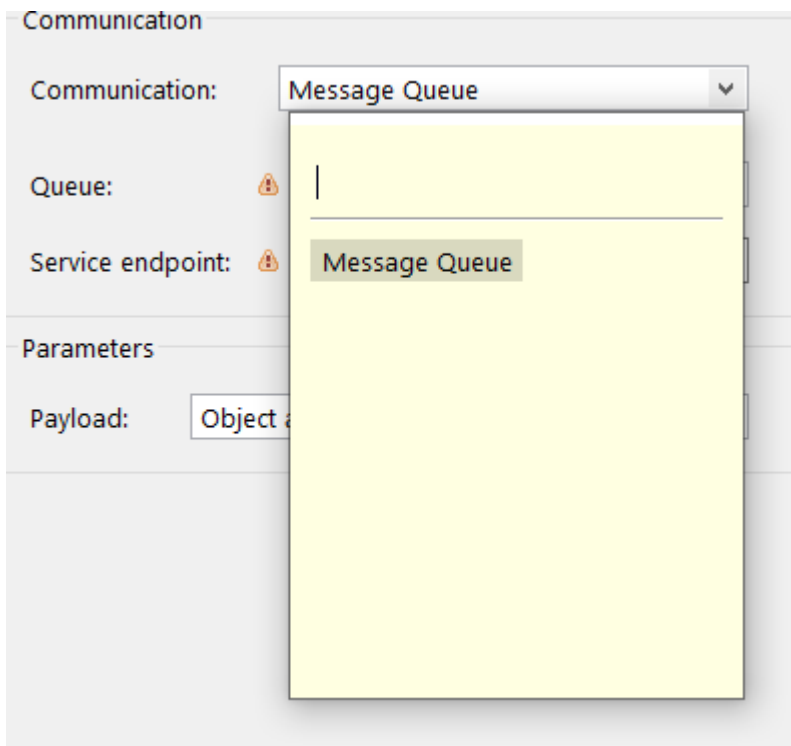 Communication
Communication:
Message Queue
Queue:
Service endpoint:
Message Queue
Parameters
Payload:
Object